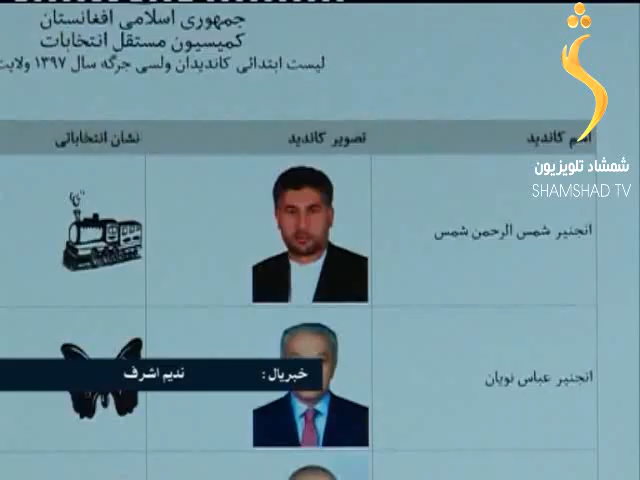 جمهوری اسلامی افغانستان
کمیسیون مستقل انتخابات
لیست ابتدائی کاندیدان ولسی جرگه سال ۱۳۹۷ ولایت
اسم کاندید
تصویر کاندید
نشان انتخاباتی
شمشاد تلویزیون
SHAMSHAD TV
انجنیر شمس الرحمن شمس
انجنیر عباس نویان
خبریال : ندیم اشرف